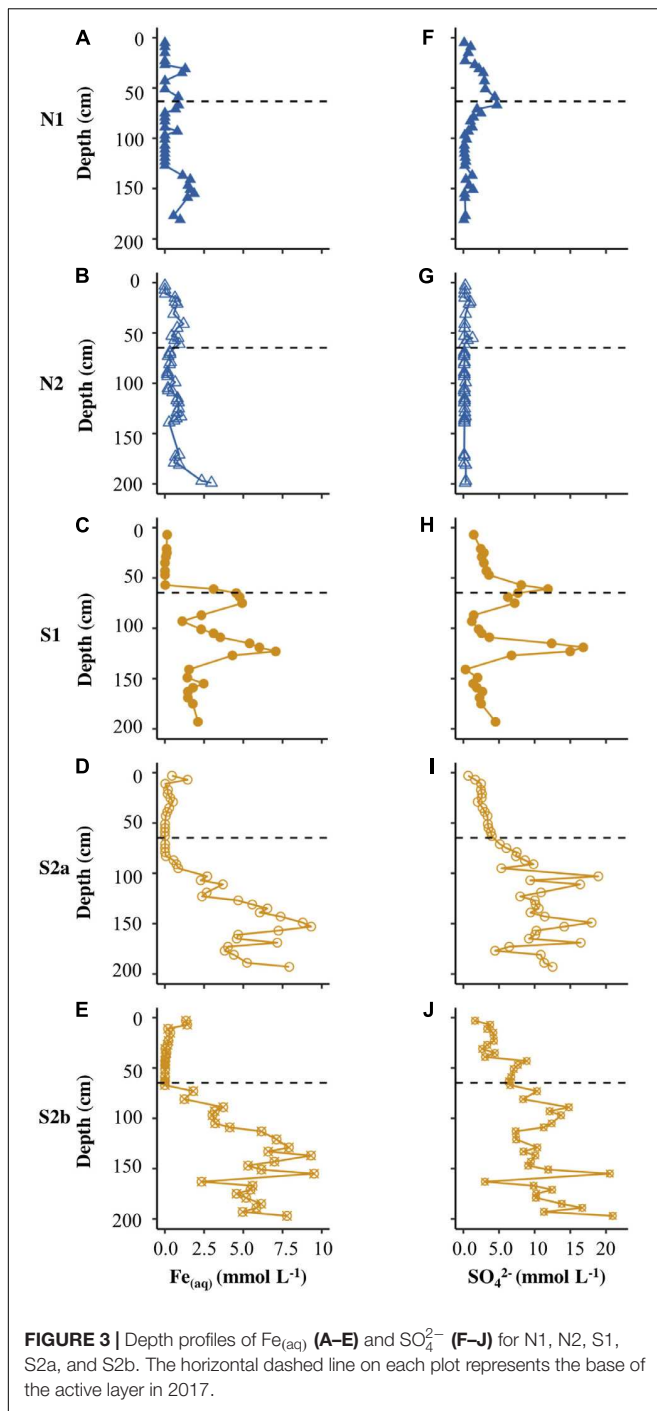 A
F
0
50
100
150
200
Depth (cm)
N1
B
G
0
50
100
150
200
Depth (cm)
N2
C
H
0
50
100
150
200
Depth (cm)
S1
D
I
0
50
100
150
200
Depth (cm)
S2a
E
J
0
50
100
150
200
Depth (cm)
S2b
0.0 2.5 5.0 7.5 10
0.0 5.0 10 15 20
Fe(aq) (mmol L⁻¹)
SO₄²⁻ (mmol L⁻¹)
FIGURE 3 | Depth profiles of Fe(aq) (A–E) and SO₄²⁻ (F–J) for N1, N2, S1,
S2a, and S2b. The horizontal dashed line on each plot represents the base of
the active layer in 2017.